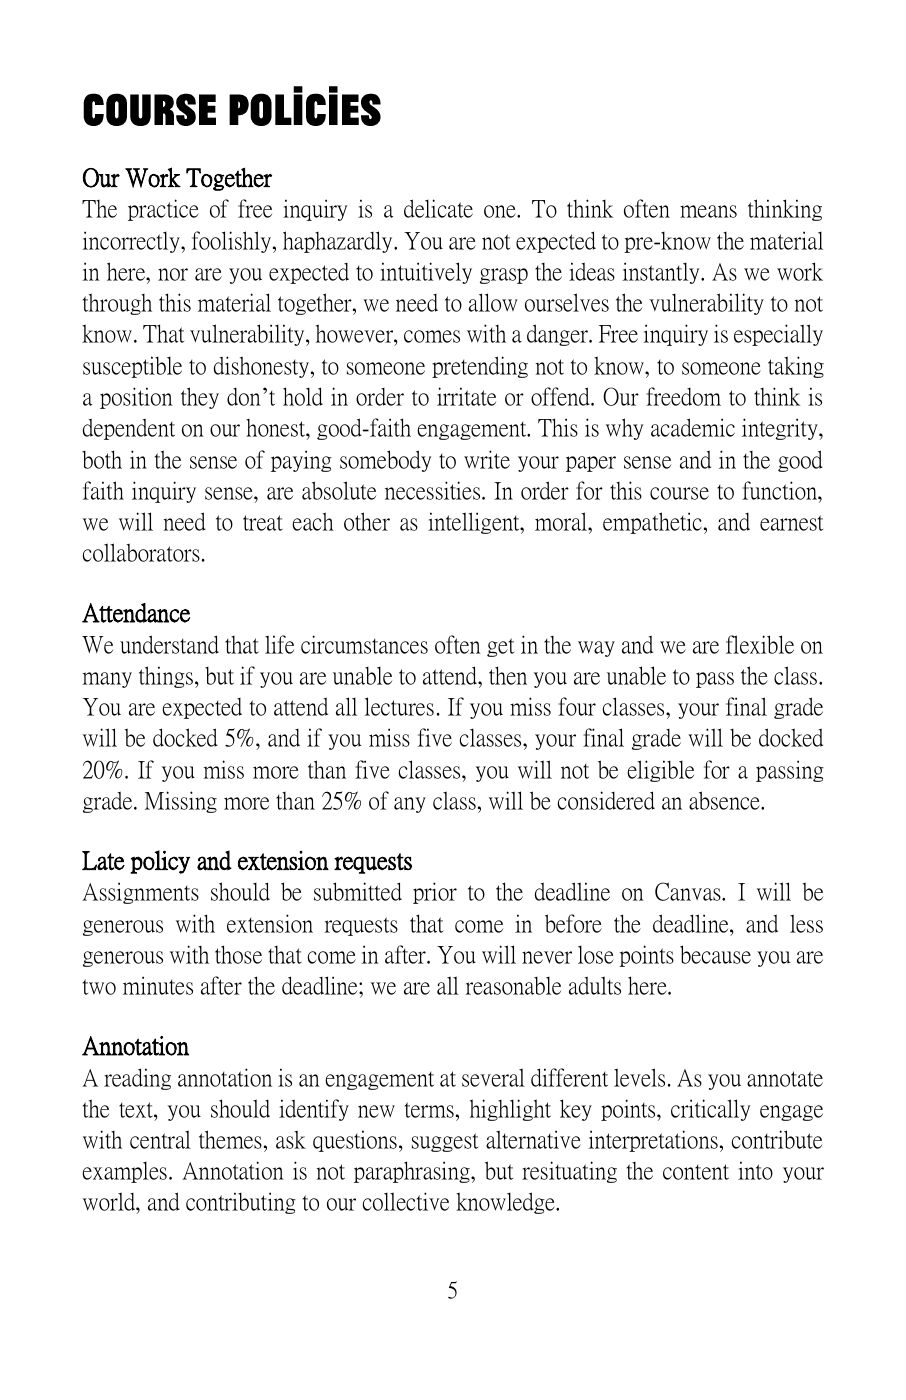 COURSE POLiCiES
Our Work Together
The practice of free inquiry is a delicate one. To think often means thinking
incorrectly, foolishly, haphazardly. You are not expected to pre-know the material
in here, nor are you expected to intuitively grasp the ideas instantly. As we work
through this material together, we need to allow ourselves the vulnerability to not
know. That vulnerability, however, comes with a danger. Free inquiry is especially
susceptible to dishonesty, to someone pretending not to know, to someone taking
a position they don’t hold in order to irritate or offend. Our freedom to think is
dependent on our honest, good-faith engagement. This is why academic integrity,
both in the sense of paying somebody to write your paper sense and in the good
faith inquiry sense, are absolute necessities. In order for this course to function,
we will need to treat each other as intelligent, moral, empathetic, and earnest
collaborators.
Attendance
We understand that life circumstances often get in the way and we are flexible on
many things, but if you are unable to attend, then you are unable to pass the class.
You are expected to attend all lectures. If you miss four classes, your final grade
will be docked 5%, and if you miss five classes, your final grade will be docked
20%. If you miss more than five classes, you will not be eligible for a passing
grade. Missing more than 25% of any class, will be considered an absence.
Late policy and extension requests
Assignments should be submitted prior to the deadline on Canvas. I will be
generous with extension requests that come in before the deadline, and less
generous with those that come in after. You will never lose points because you are
two minutes after the deadline; we are all reasonable adults here.
Annotation
A reading annotation is an engagement at several different levels. As you annotate
the text, you should identify new terms, highlight key points, critically engage
with central themes, ask questions, suggest alternative interpretations, contribute
examples. Annotation is not paraphrasing, but resituating the content into your
world, and contributing to our collective knowledge.
5